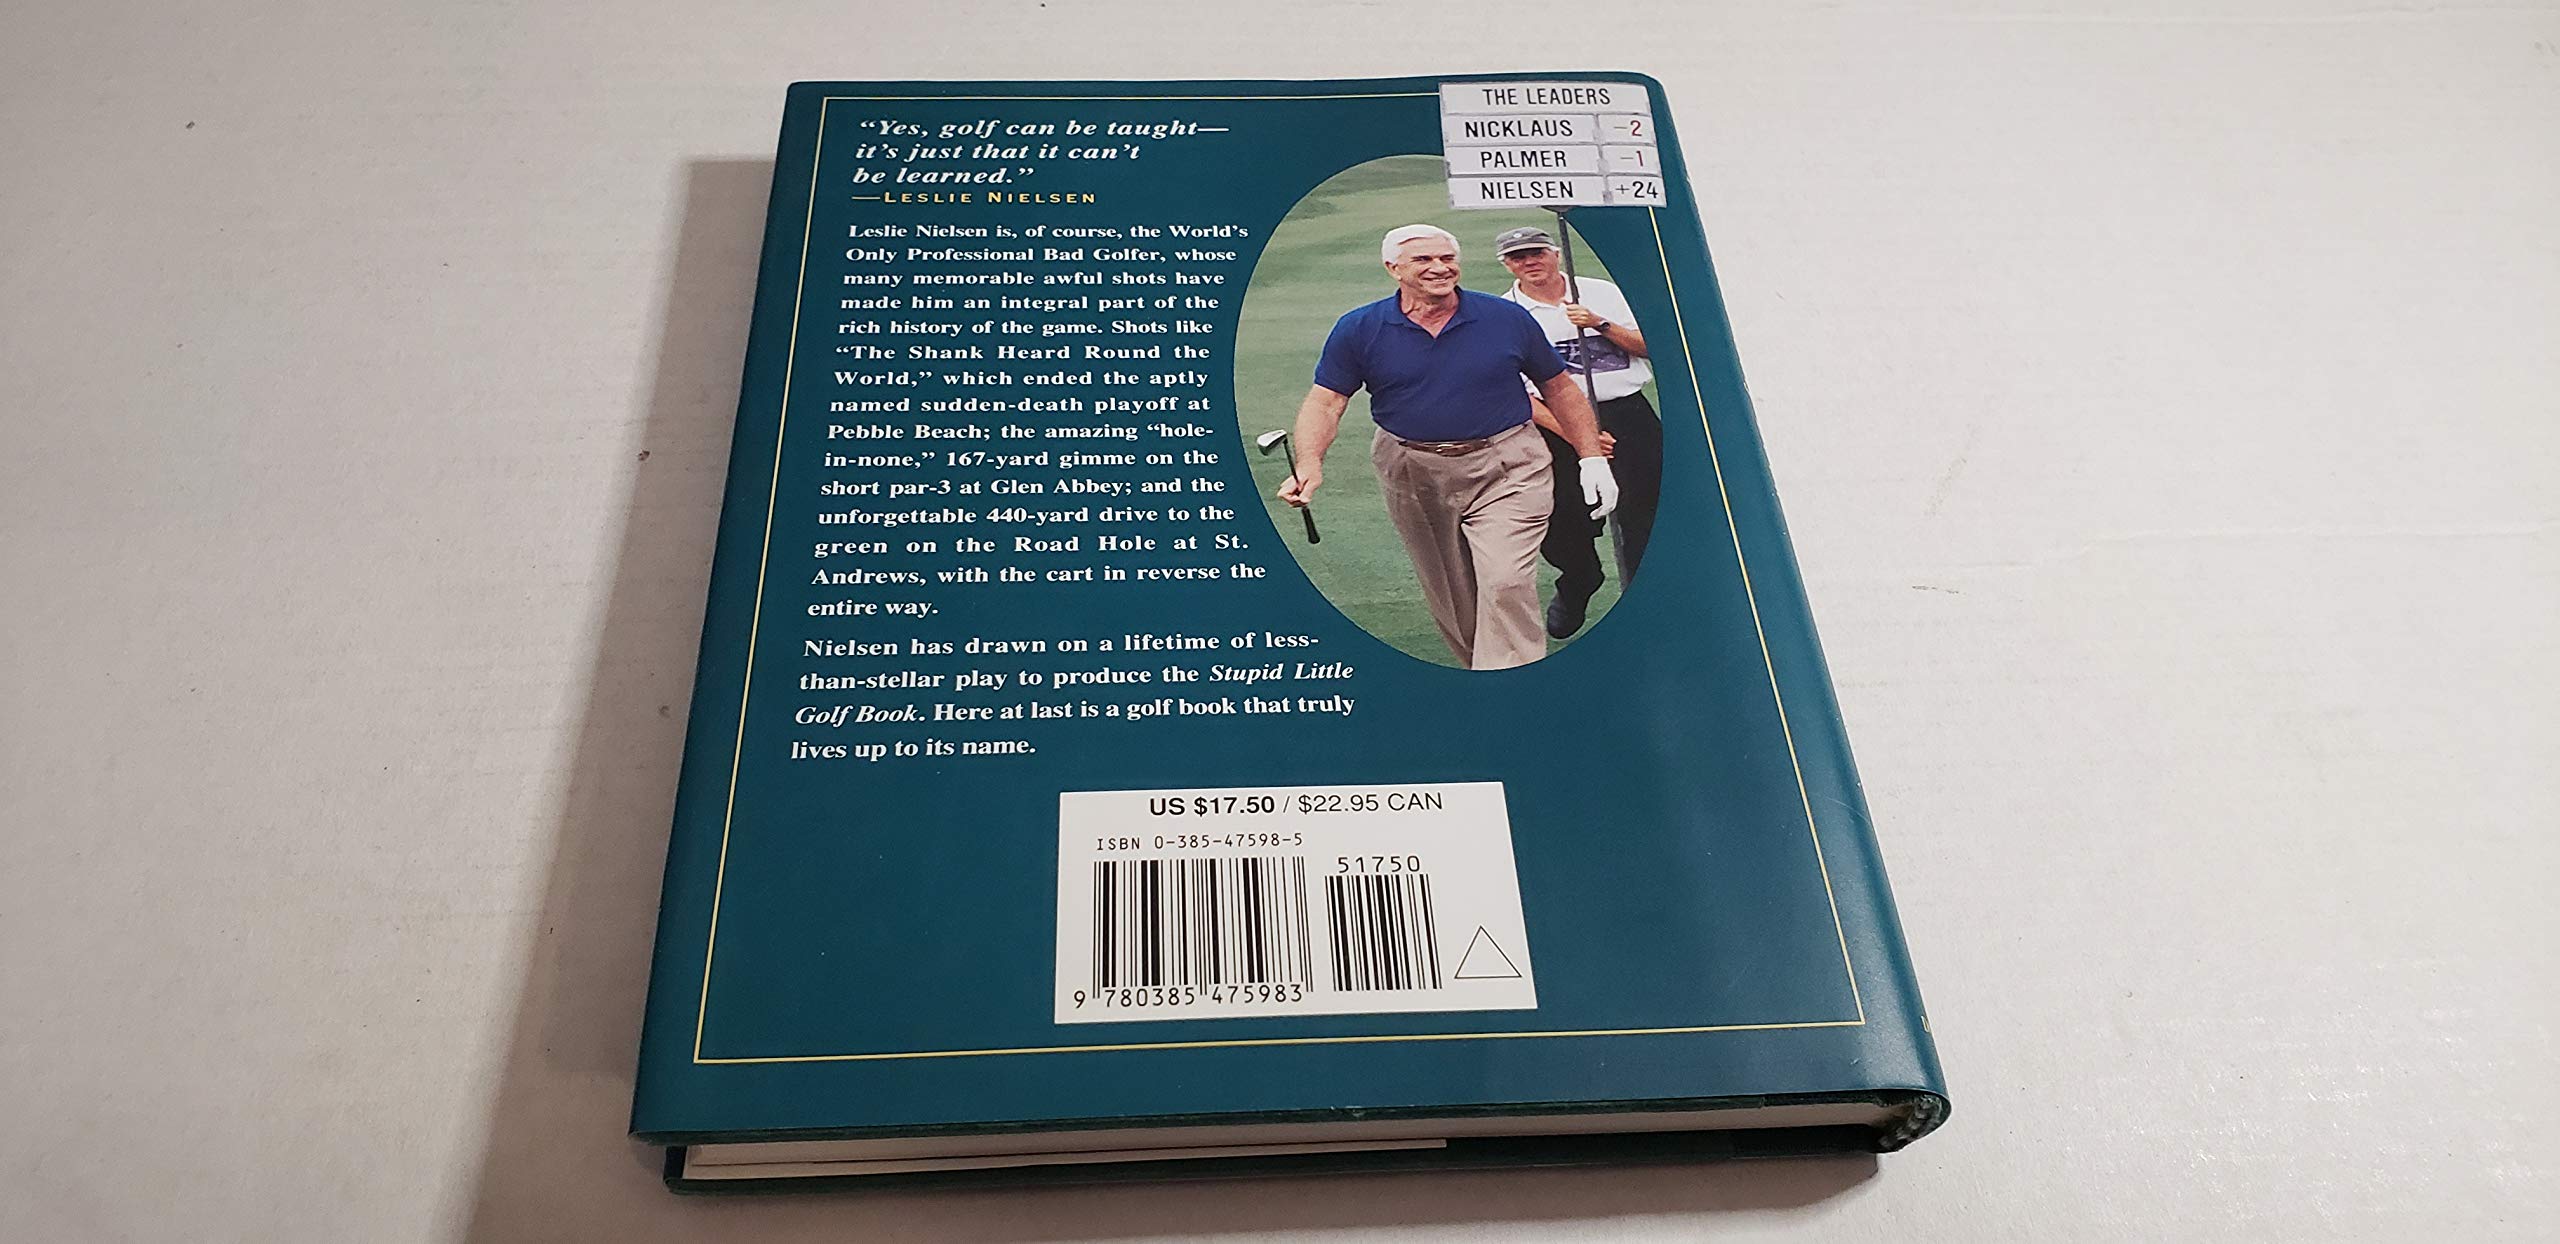 “Yes, golf can be taught—
it’s just that it can’t
be learned.”
—LESLIE NIELSEN
Leslie Nielsen is, of course, the World’s
Only Professional Bad Golfer, whose
many memorable awful shots have
made him an integral part of the
rich history of the game. Shots like
“The Shank Heard Round the
World,” which ended the aptly
named sudden-death playoff at
Pebble Beach; the amazing “hole-
in-none,” 167-yard gimme on the
short par-3 at Glen Abbey; and the
unforgettable 440-yard drive to the
green on the Road Hole at St.
Andrews, with the cart in reverse the
entire way.
Nielsen has drawn on a lifetime of less-
than-stellar play to produce the Stupid Little
Golf Book. Here at last is a golf book that truly
lives up to its name.
THE LEADERS
NICKLAUS -2
PALMER -1
NIELSEN +24
US $17.50 / $22.95 CAN
ISBN 0-385-47598-5
51750
9 780385 475983